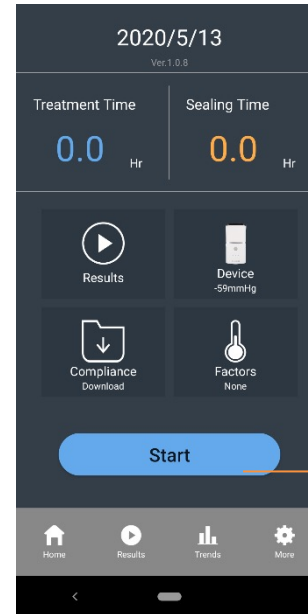 2020/5/13
Ver.1.0.8
Treatment Time
Sealing Time
0.0 Hr
0.0 Hr
Results
Device
-59mmHg
Compliance
Download
Factors
None
Start
Home
Results
Trends
More